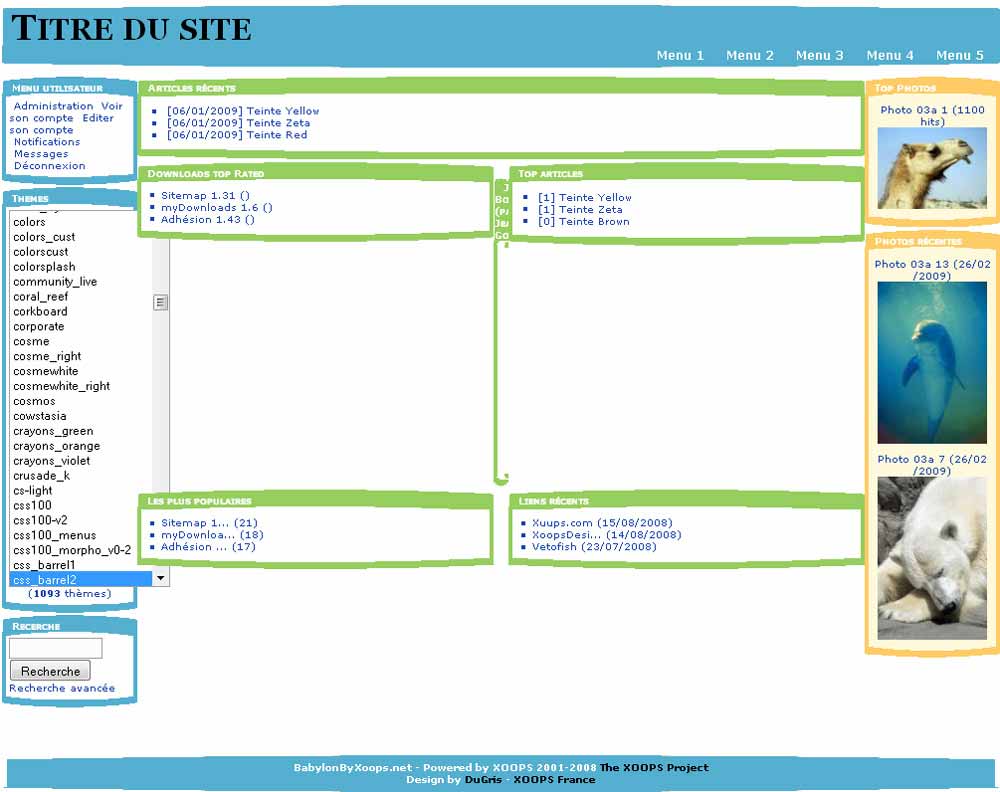 TITRE DU SITE
Menu 1 Menu 2 Menu 3 Menu 4 Menu 5
MENU UTILISATEUR
Administration Voir
son compte Editer
son compte
Notifications
Messages
Déconnexion
THEMES
colors
colors_cust
colorscust
colorsplash
community_live
coral_reef
corkboard
corporate
cosme
cosme_right
cosmewhite
cosmewhite_right
cosmos
cowstasia
crayons_green
crayons_orange
crayons_violet
crusade_k
cs-light
css100
css100-v2
css100_menus
css100_morpho_v0-2
css_barrel1
css_barrel2
(1093 thèmes)
RECERCHE
Recherche
Recherche avancée
ARTICLES RÉCENTS
[06/01/2009] Teinte Yellow
[06/01/2009] Teinte Zeta
[06/01/2009] Teinte Red
DOWNLOADS TOP RATED
Sitemap 1.31 ()
myDownloads 1.6 ()
Adhésion 1.43 ()
TOP ARTICLES
[1] Teinte Yellow
[1] Teinte Zeta
[0] Teinte Brown
LES PLUS POPULAIRES
Sitemap 1... (21)
myDownloa... (18)
Adhésion ... (17)
LIENS RÉCENTS
Xuups.com (15/08/2008)
XoopsDesi... (14/08/2008)
Vetofish (23/07/2008)
TOP PHOTOS
Photo 03a 1 (1100
hits)
PHOTOS RÉCENTES
Photo 03a 13 (26/02
/2009)
Photo 03a 7 (26/02
/2009)
BabylonByXoops.net - Powered by XOOPS 2001-2008 The XOOPS Project
Design by DuGris - XOOPS France